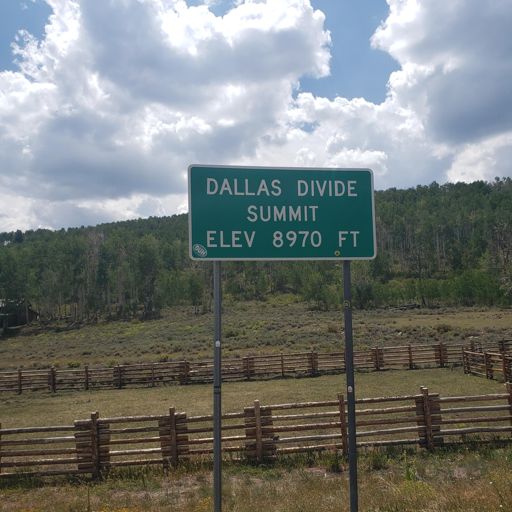 DALLAS DIVIDE
SUMMIT
ELEV 8970 FT